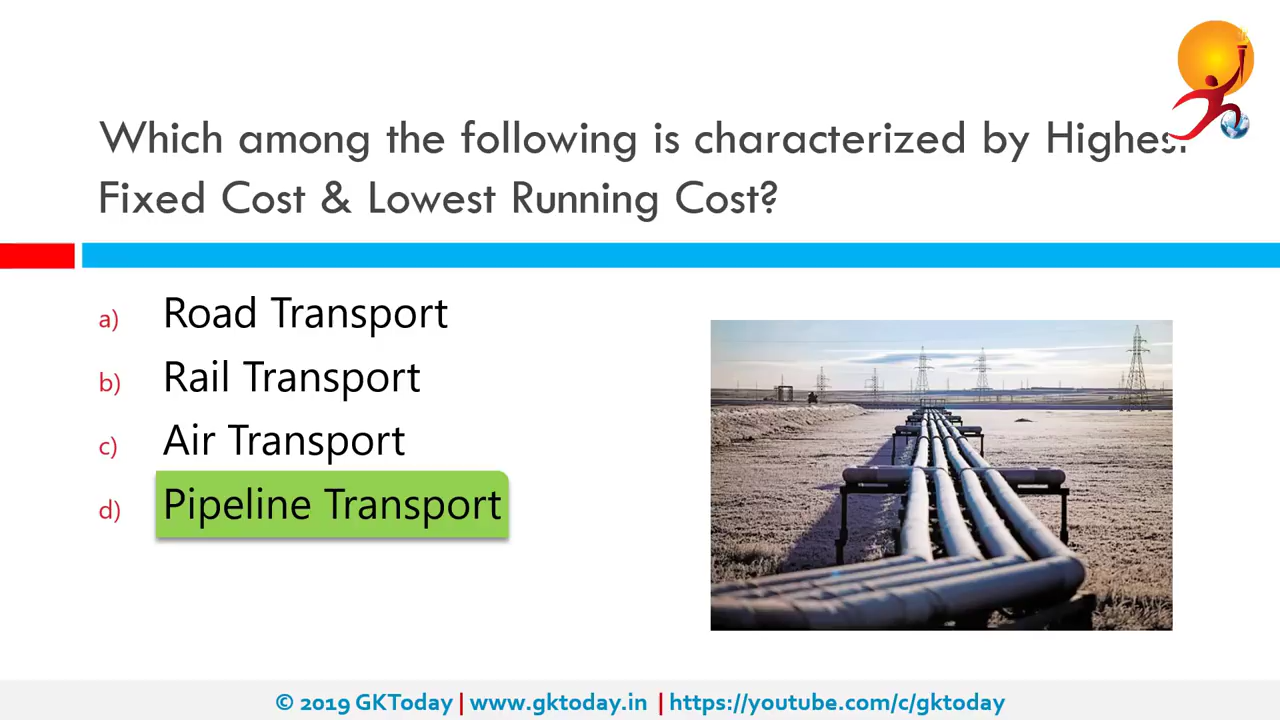 Which among the following is characterized by Highest
Fixed Cost & Lowest Running Cost?
a) Road Transport
b) Rail Transport
c) Air Transport
d) Pipeline Transport
© 2019 GKToday | www.gktoday.in | https://youtube.com/c/gktoday